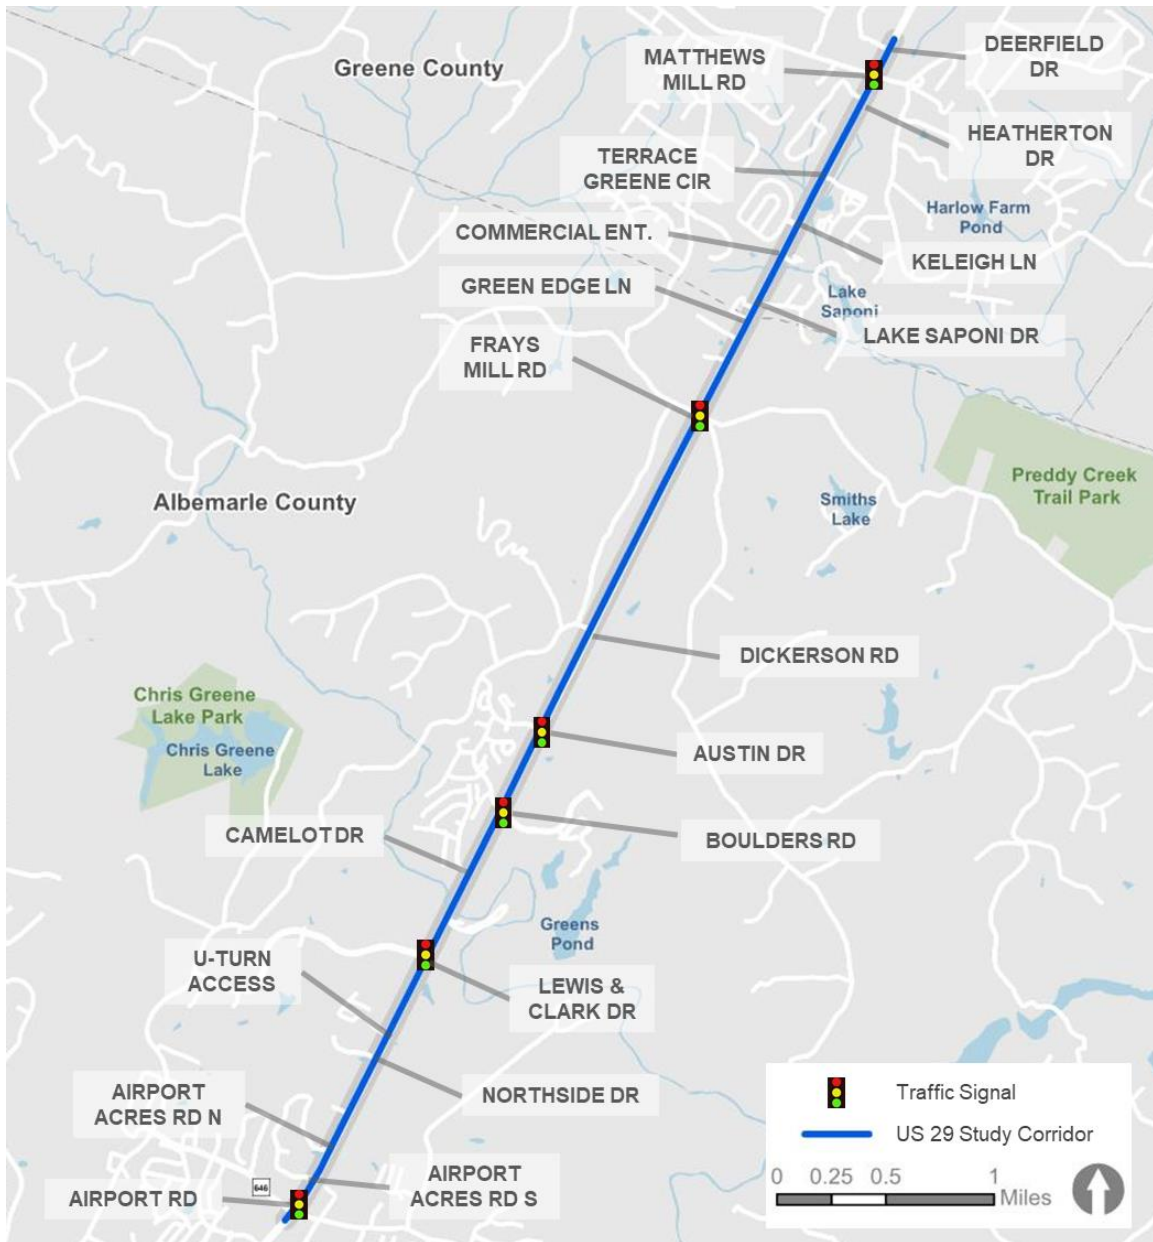 DEERFIELD
DR
MATTHEWS
MILL RD
Greene County
HEATHERTON
DR
TERRACE
GREENE CIR
Harlow Farm
Pond
COMMERCIAL ENT.
KELEIGH LN
GREEN EDGE LN
Lake
Saponi
LAKE SAPONI DR
FRAYS
MILL RD
Preddy Creek
Trail Park
Albemarle County
Smiths
Lake
DICKERSON RD
Chris Greene
Lake Park
Chris Greene
Lake
AUSTIN DR
CAMELOT DR
BOULDERS RD
Greens
Pond
U-TURN
ACCESS
LEWIS &
CLARK DR
AIRPORT
ACRES RD N
NORTHSIDE DR
Traffic Signal
US 29 Study Corridor
AIRPORT
ACRES RD S
646
AIRPORT RD
0 0.25 0.5 1
Miles